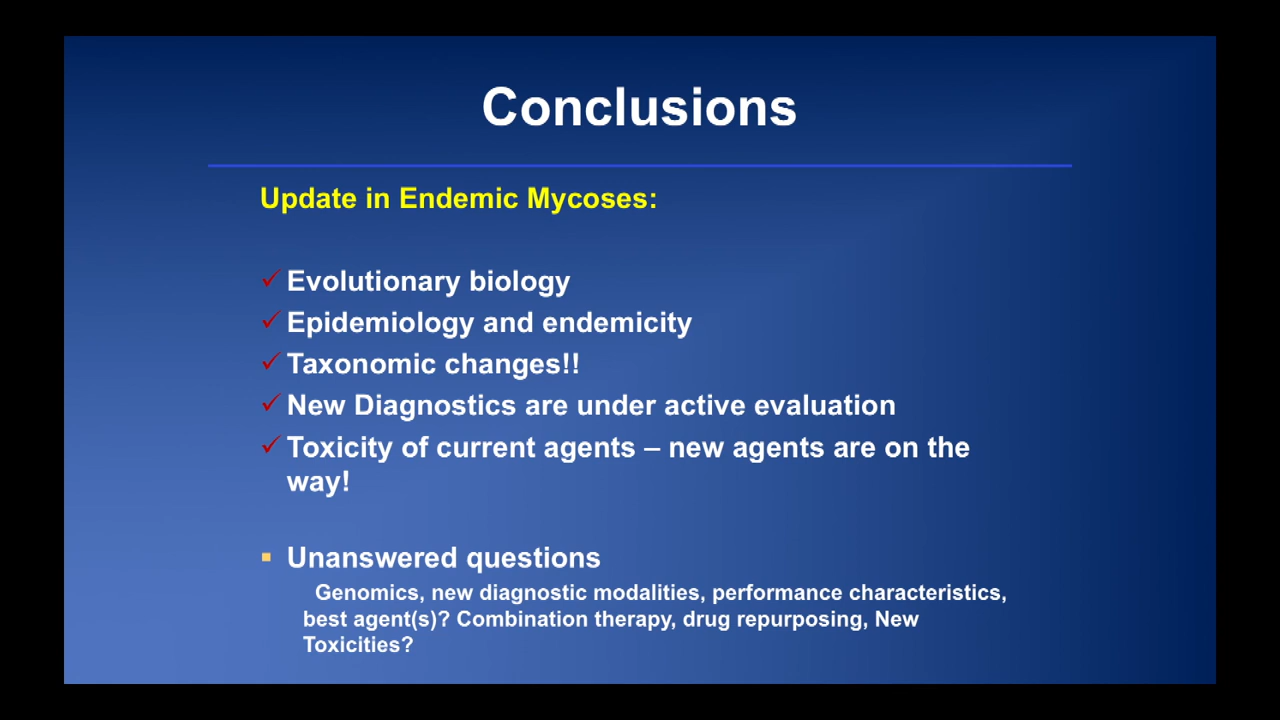 Conclusions
Update in Endemic Mycoses:
✓ Evolutionary biology
✓ Epidemiology and endemicity
✓ Taxonomic changes!!
✓ New Diagnostics are under active evaluation
✓ Toxicity of current agents – new agents are on the
way!
▪ Unanswered questions
Genomics, new diagnostic modalities, performance characteristics,
best agent(s)? Combination therapy, drug repurposing, New
Toxicities?